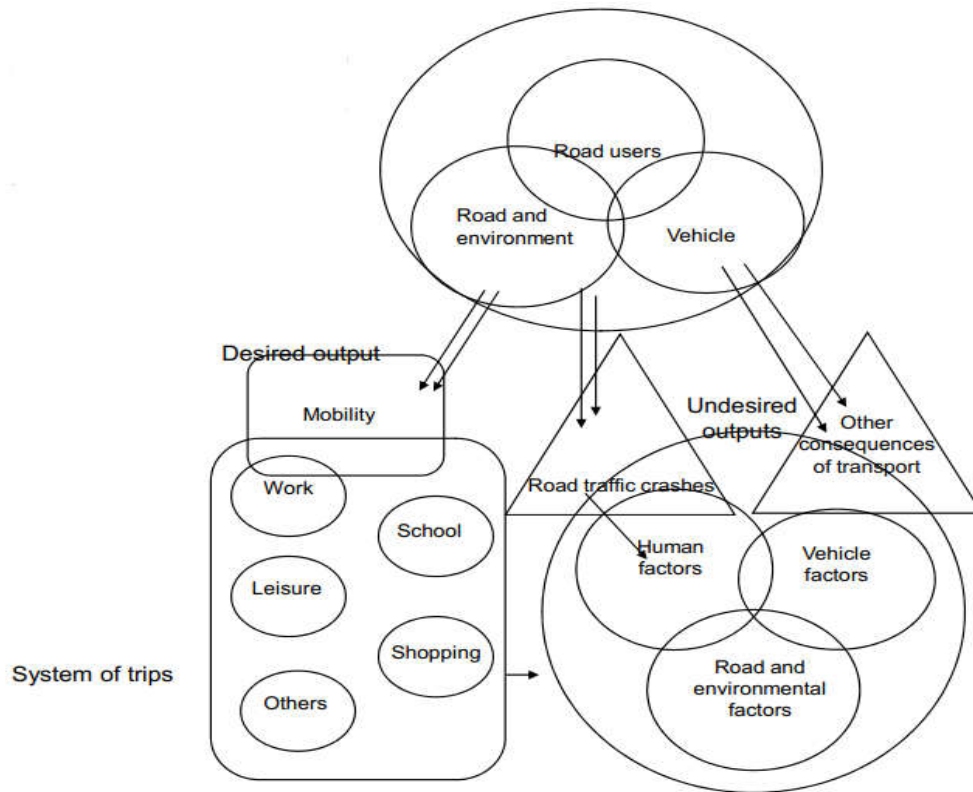 Road users
Road and
environment
Vehicle
Desired output
Mobility
Undesired
outputs
Other
consequences
of transport
Road traffic crashes
Work
School
Leisure
Shopping
Others
System of trips
Human
factors
Vehicle
factors
Road and
environmental
factors